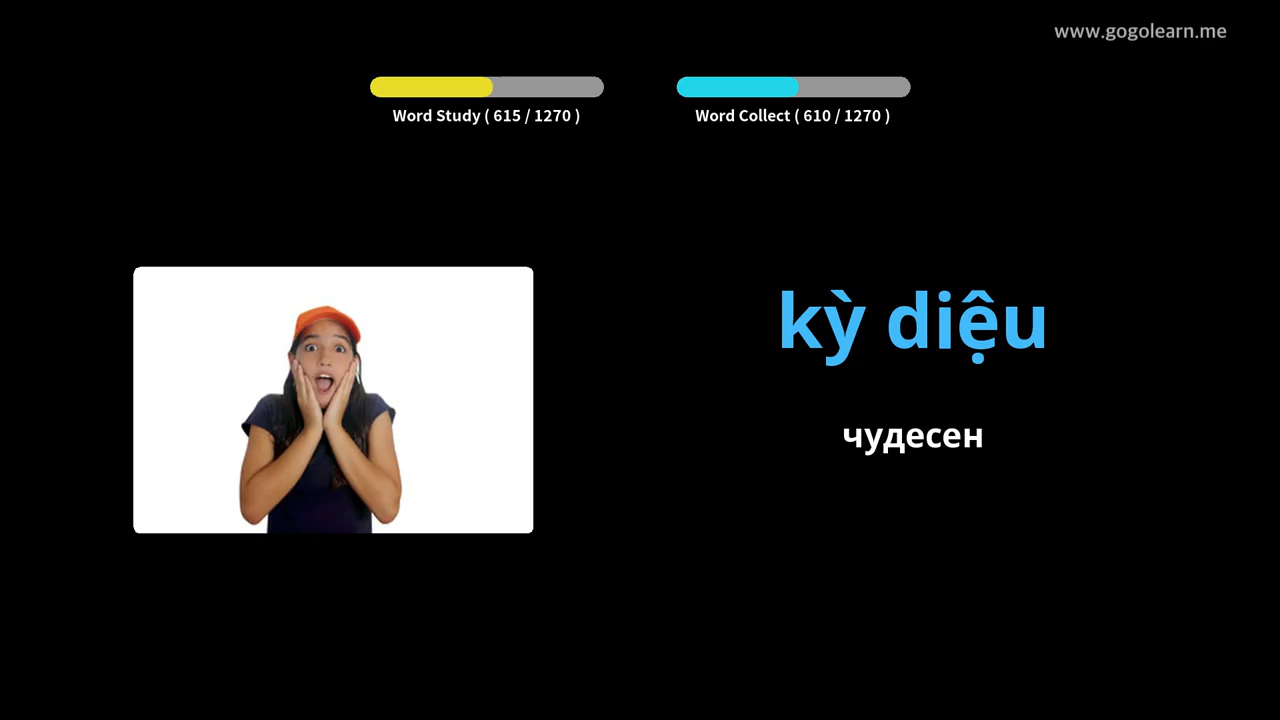 www.gogolearn.me
Word Study ( 615 / 1270 )
Word Collect ( 610 / 1270 )
kỳ diệu
чудесен